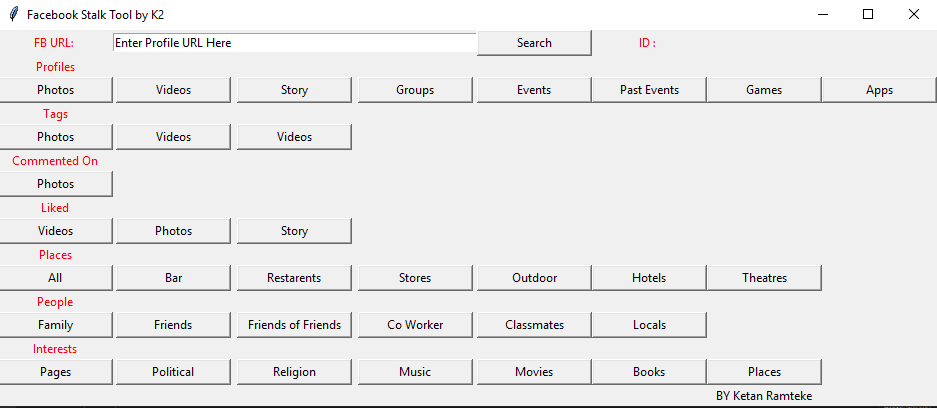 Facebook Stalk Tool by K2
FB URL: Enter Profile URL Here Search ID :
Profiles
Photos Videos Story Groups Events Past Events Games Apps
Tags
Photos Videos Videos
Commented On
Photos
Liked
Videos Photos Story
Places
All Bar Restarents Stores Outdoor Hotels Theatres
People
Family Friends Friends of Friends Co Worker Classmates Locals
Interests
Pages Political Religion Music Movies Books Places
BY Ketan Ramteke